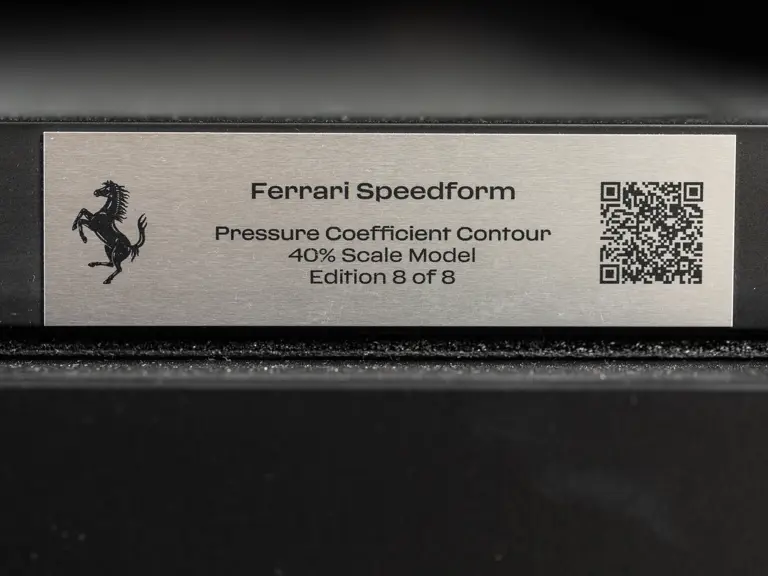 Ferrari Speedform
Pressure Coefficient Contour
40% Scale Model
Edition 8 of 8